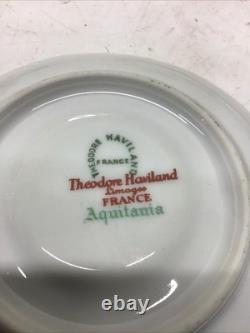 THEODORE HAVILAND
FRANCE
Theodore Haviland
Limoges
FRANCE
Aquitania